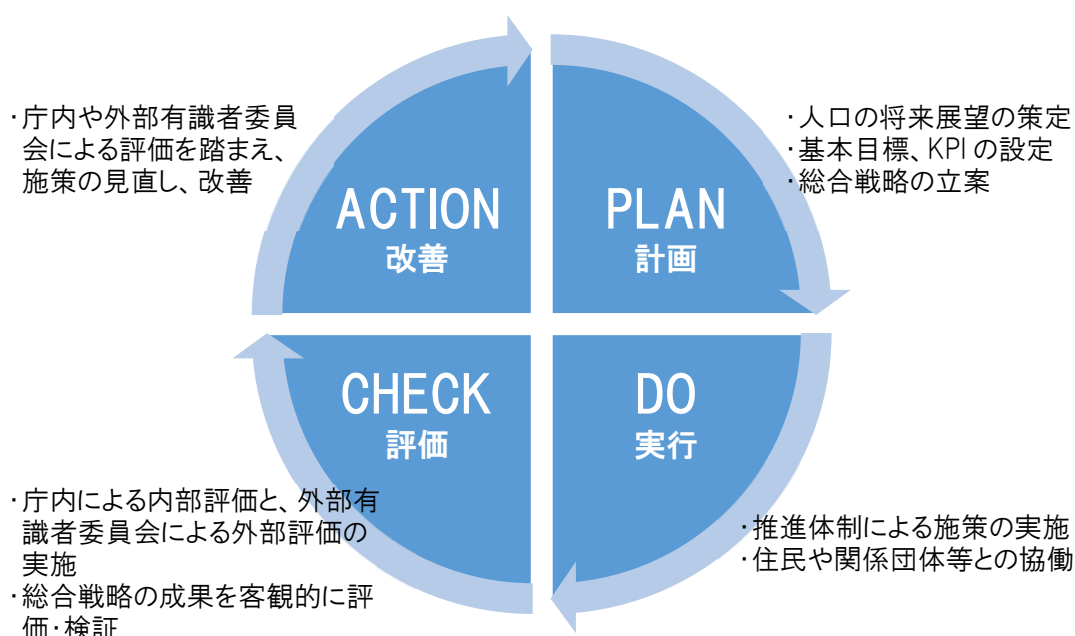 ・庁内や外部有識者委員
会による評価を踏まえ、
施策の見直し、改善
ACTION
改善
・人口の将来展望の策定
・基本目標、KPIの設定
・総合戦略の立案
PLAN
計画
CHECK
評価
・庁内による内部評価と、外部有
識者委員会による外部評価の
実施
・総合戦略の成果を客観的に評
価・検証
DO
実行
・推進体制による施策の実施
・住民や関係団体等との協働